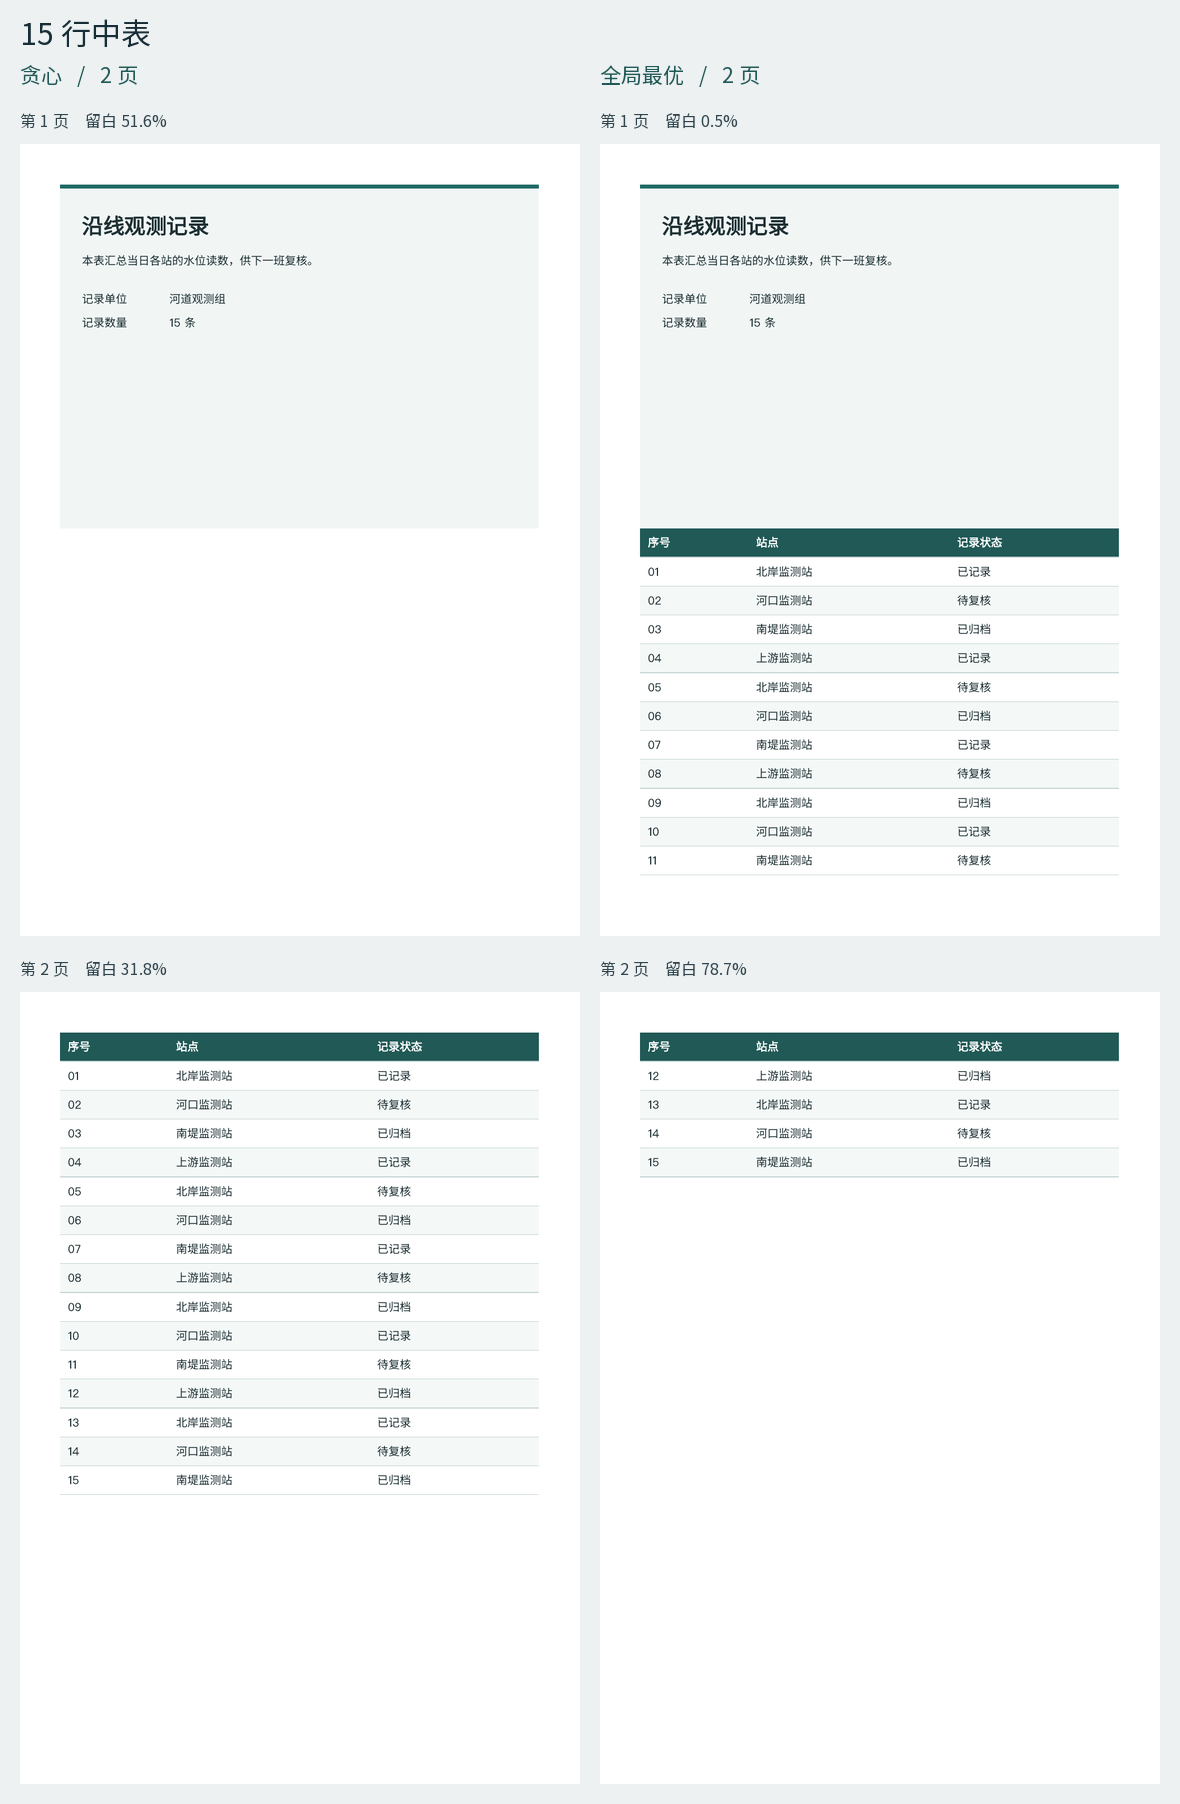 15 行中表
贪心 / 2 页
第 1 页 留白 51.6%
沿线观测记录
本表汇总当日各站的水位读数，供下一班复核。
记录单位 河道观测组
记录数量 15 条
第 2 页 留白 31.8%
序号 站点 记录状态
01 北岸监测站 已记录
02 河口监测站 待复核
03 南堤监测站 已归档
04 上游监测站 已记录
05 北岸监测站 待复核
06 河口监测站 已归档
07 南堤监测站 已记录
08 上游监测站 待复核
09 北岸监测站 已归档
10 河口监测站 已记录
11 南堤监测站 待复核
12 上游监测站 已归档
13 北岸监测站 已记录
14 河口监测站 待复核
15 南堤监测站 已归档
全局最优 / 2 页
第 1 页 留白 0.5%
沿线观测记录
本表汇总当日各站的水位读数，供下一班复核。
记录单位 河道观测组
记录数量 15 条
序号 站点 记录状态
01 北岸监测站 已记录
02 河口监测站 待复核
03 南堤监测站 已归档
04 上游监测站 已记录
05 北岸监测站 待复核
06 河口监测站 已归档
07 南堤监测站 已记录
08 上游监测站 待复核
09 北岸监测站 已归档
10 河口监测站 已记录
11 南堤监测站 待复核
第 2 页 留白 78.7%
序号 站点 记录状态
12 上游监测站 已归档
13 北岸监测站 已记录
14 河口监测站 待复核
15 南堤监测站 已归档